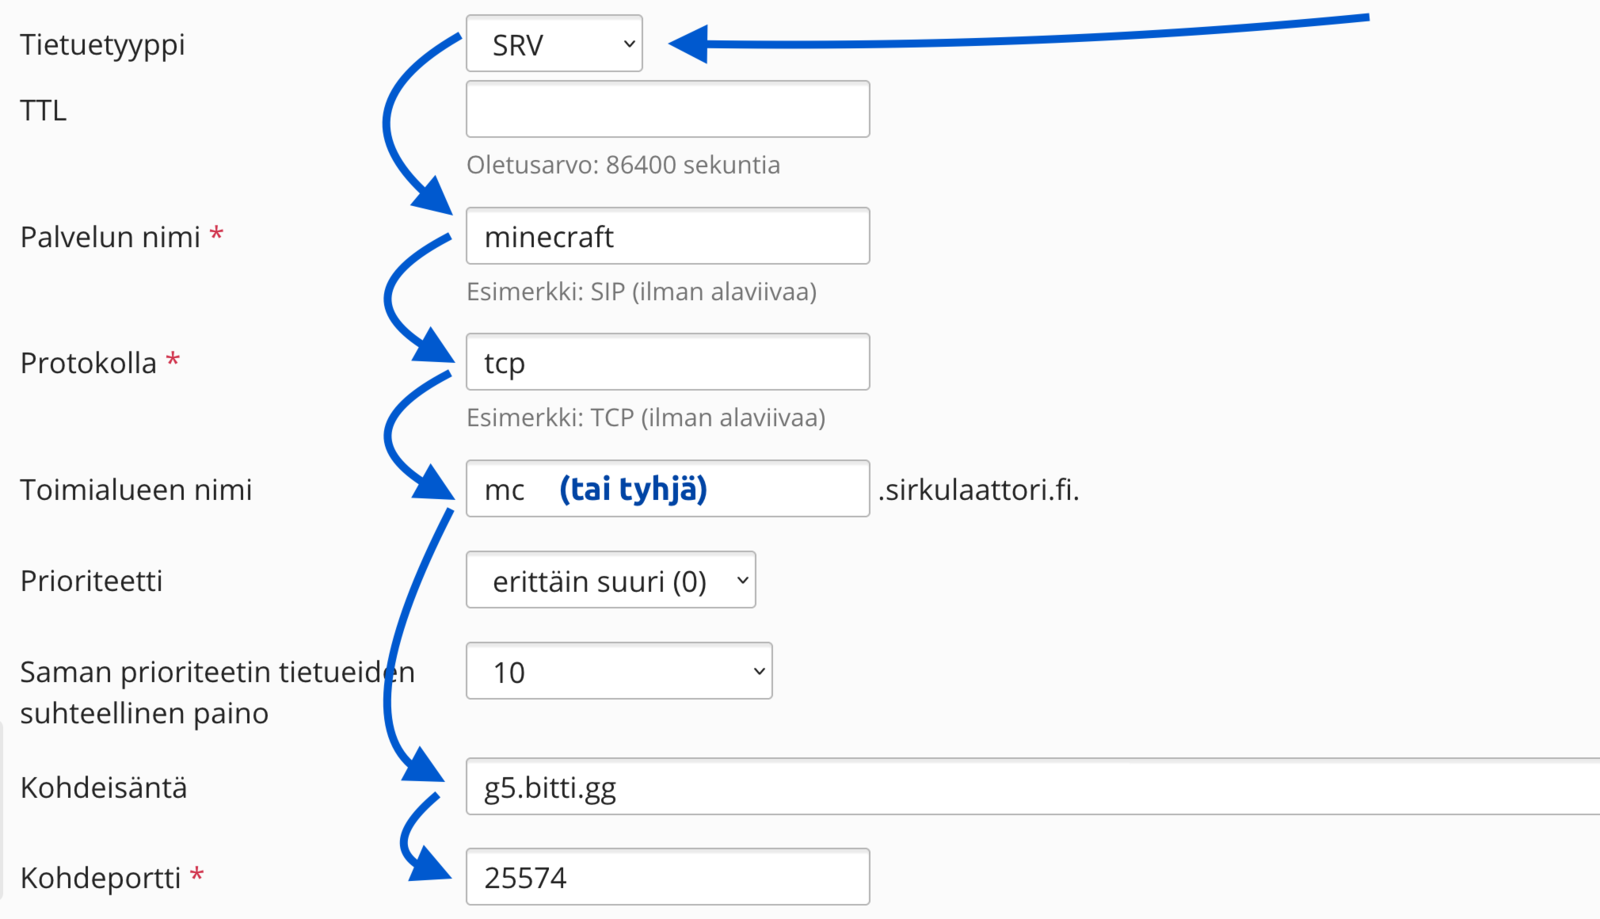 Tietuetyyppi SRV
TTL
Oletusarvo: 86400 sekuntia
Palvelun nimi * minecraft
Esimerkki: SIP (ilman alaviivaa)
Protokolla * tcp
Esimerkki: TCP (ilman alaviivaa)
Toimialueen nimi mc (tai tyhjä) .sirkulaattori.fi.
Prioriteetti erittäin suuri (0)
Saman prioriteetin tietueiden 10
suhteellinen paino
Kohdeisäntä g5.bitti.gg
Kohdeportti * 25574